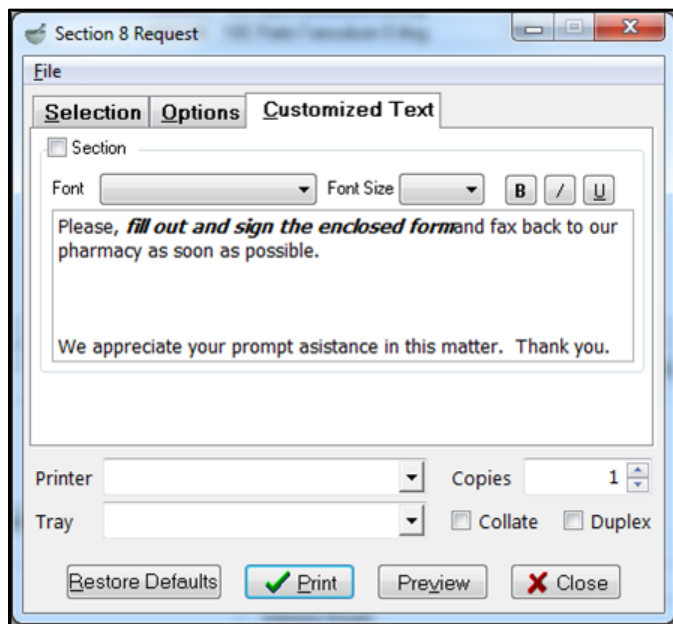 Section 8 Request
File
Selection Options Customized Text
Section
Font Font Size B I U
Please, fill out and sign the enclosed formand fax back to our
pharmacy as soon as possible.
We appreciate your prompt asistance in this matter. Thank you.
Printer Copies 1
Tray Collate Duplex
Restore Defaults Print Preview Close